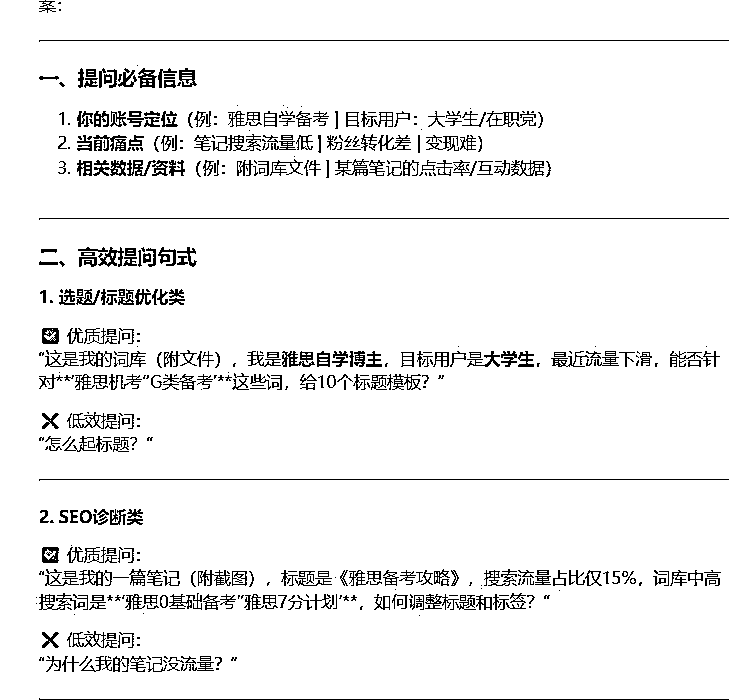 案：
一、提问必备信息
1. 你的账号定位（例：雅思自学备考 | 目标用户：大学生/在职党）
2. 当前痛点（例：笔记搜索流量低 | 粉丝转化差 | 变现难）
3. 相关数据/资料（例：附词库文件 | 某篇笔记的点击率/互动数据）
二、高效提问句式
1. 选题/标题优化类
✅ 优质提问：
“这是我的词库（附文件），我是雅思自学博主，目标用户是大学生，最近流量下滑，能否针
对**‘雅思机考’‘G类备考’**这些词，给10个标题模板？”
❌ 低效提问：
“怎么起标题？”
2. SEO诊断类
✅ 优质提问：
“这是我的一篇笔记（附截图），标题是《雅思备考攻略》，搜索流量占比仅15%，词库中高
搜索词是**‘雅思0基础备考’‘雅思7分计划’**，如何调整标题和标签？”
❌ 低效提问：
“为什么我的笔记没流量？”